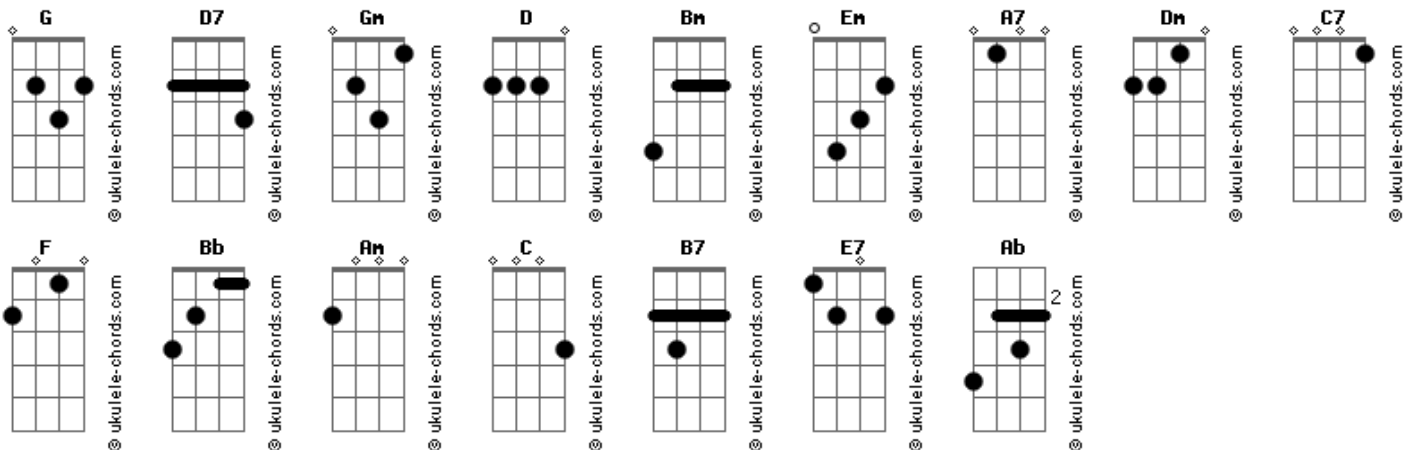 G D7 Gm D Bm Em A7 Dm C7
© ukulele-chords.com © ukulele-chords.com © ukulele-chords.com © ukulele-chords.com © ukulele-chords.com © ukulele-chords.com © ukulele-chords.com © ukulele-chords.com © ukulele-chords.com
F Bb Am C B7 E7 Ab
2
© ukulele-chords.com © ukulele-chords.com © ukulele-chords.com © ukulele-chords.com © ukulele-chords.com © ukulele-chords.com © ukulele-chords.com